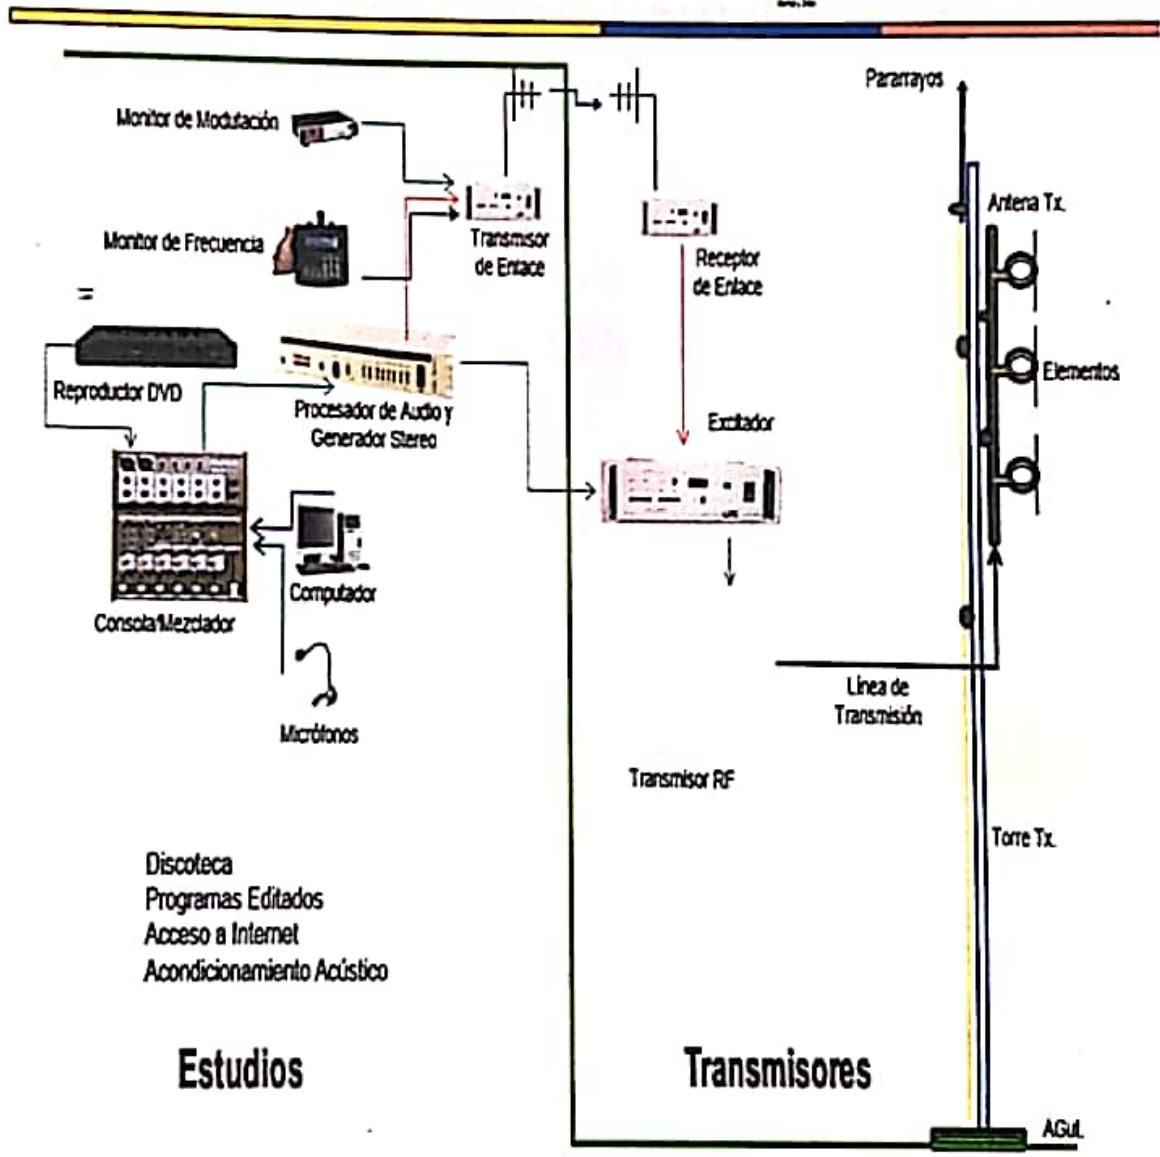 Pararrayos
Monitor de Modulación
Antena Tx.
Monitor de Frecuencia
Transmisor
de Enlace
Receptor
de Enlace
Reproductor DVD
Elementos
Procesador de Audio y
Generador Stereo
Excitador
Computador
Consola/Mezclador
Línea de
Transmisión
Micrófonos
Transmisor RF
Torre Tx.
Discoteca
Programas Editados
Acceso a Internet
Acondicionamiento Acústico
Estudios
Transmisores
AGuL